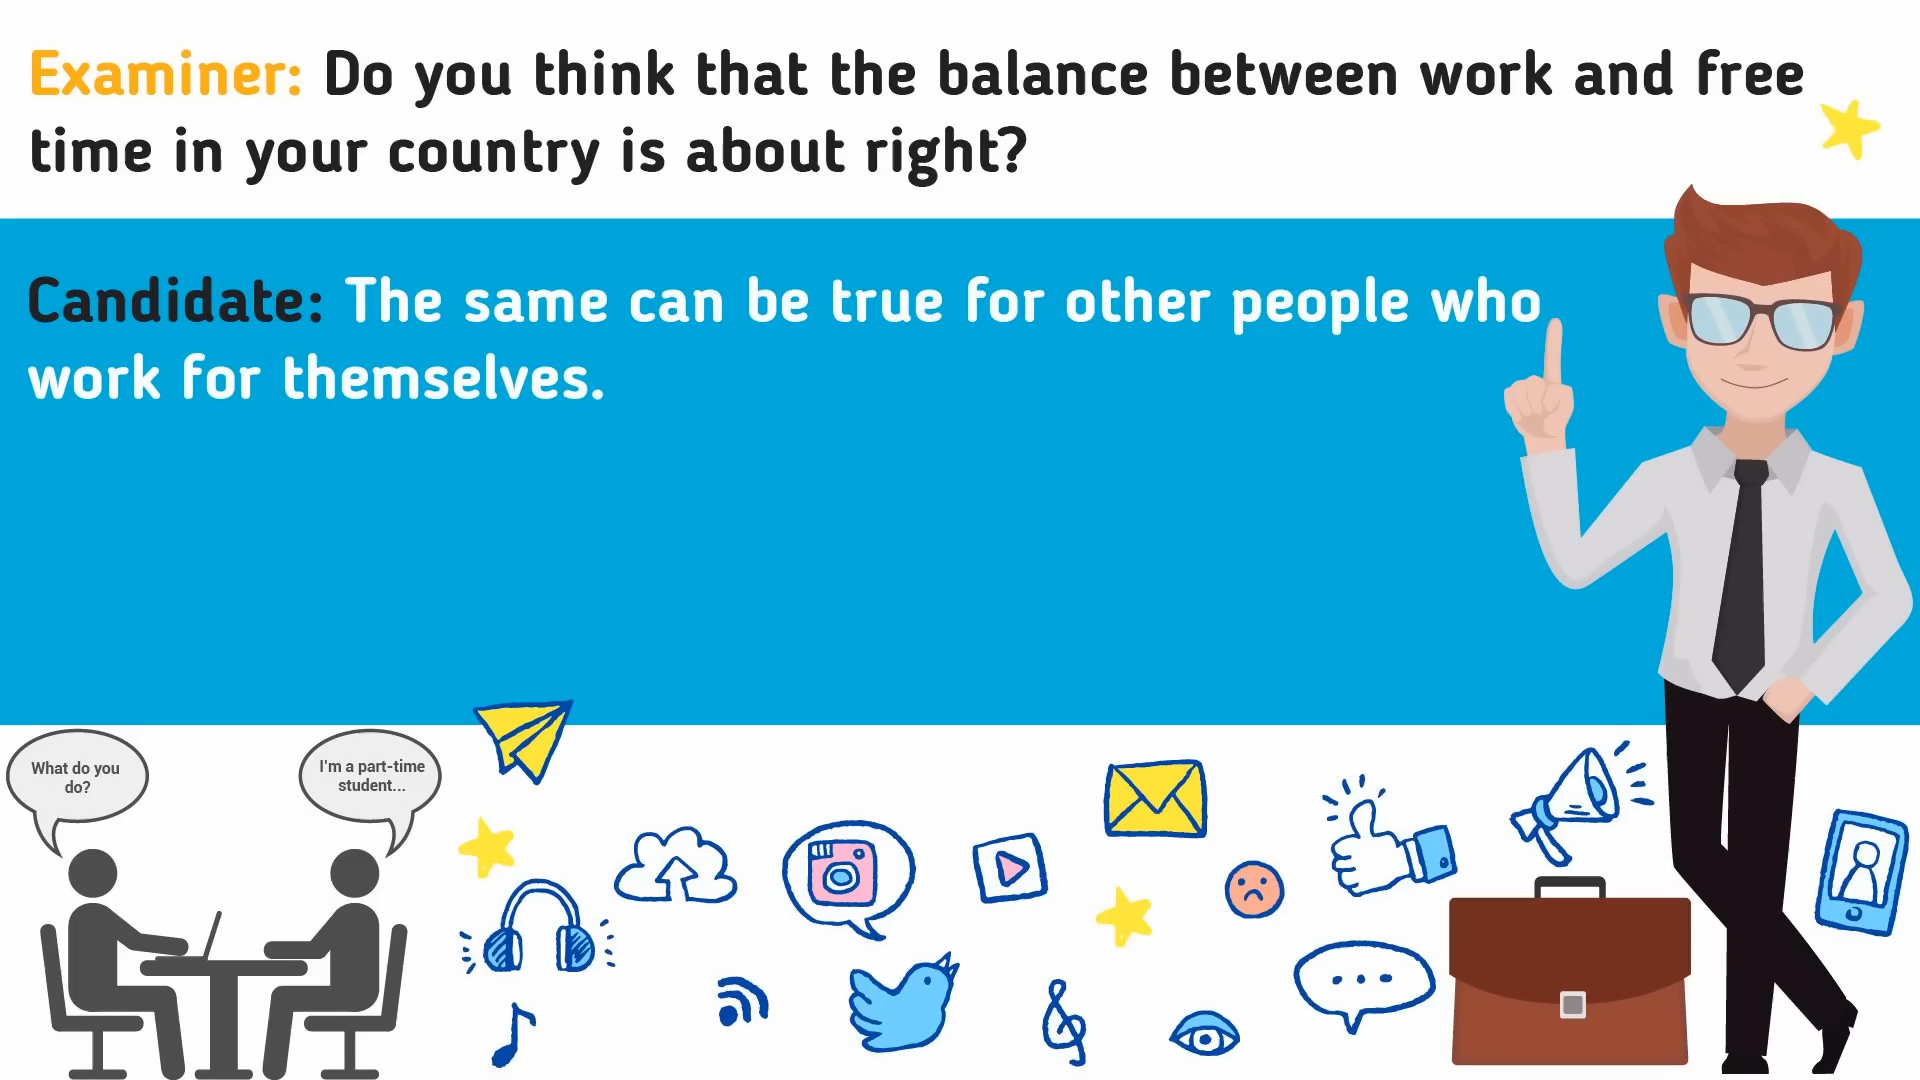 Examiner: Do you think that the balance between work and free
time in your country is about right?
Candidate: The same can be true for other people who
work for themselves.
What do you
do?
I'm a part-time
student...